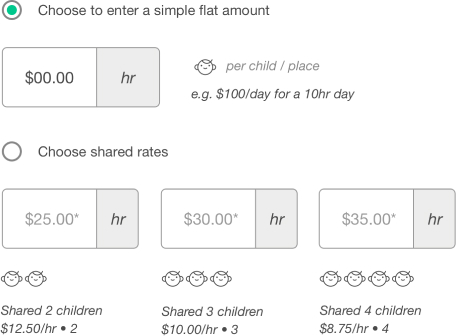 Choose to enter a simple flat amount
$00.00 hr
per child / place
e.g. $100/day for a 10hr day
Choose shared rates
$25.00* hr $30.00* hr $35.00* hr
Shared 2 children Shared 3 children Shared 4 children
$12.50/hr • 2 $10.00/hr • 3 $8.75/hr • 4